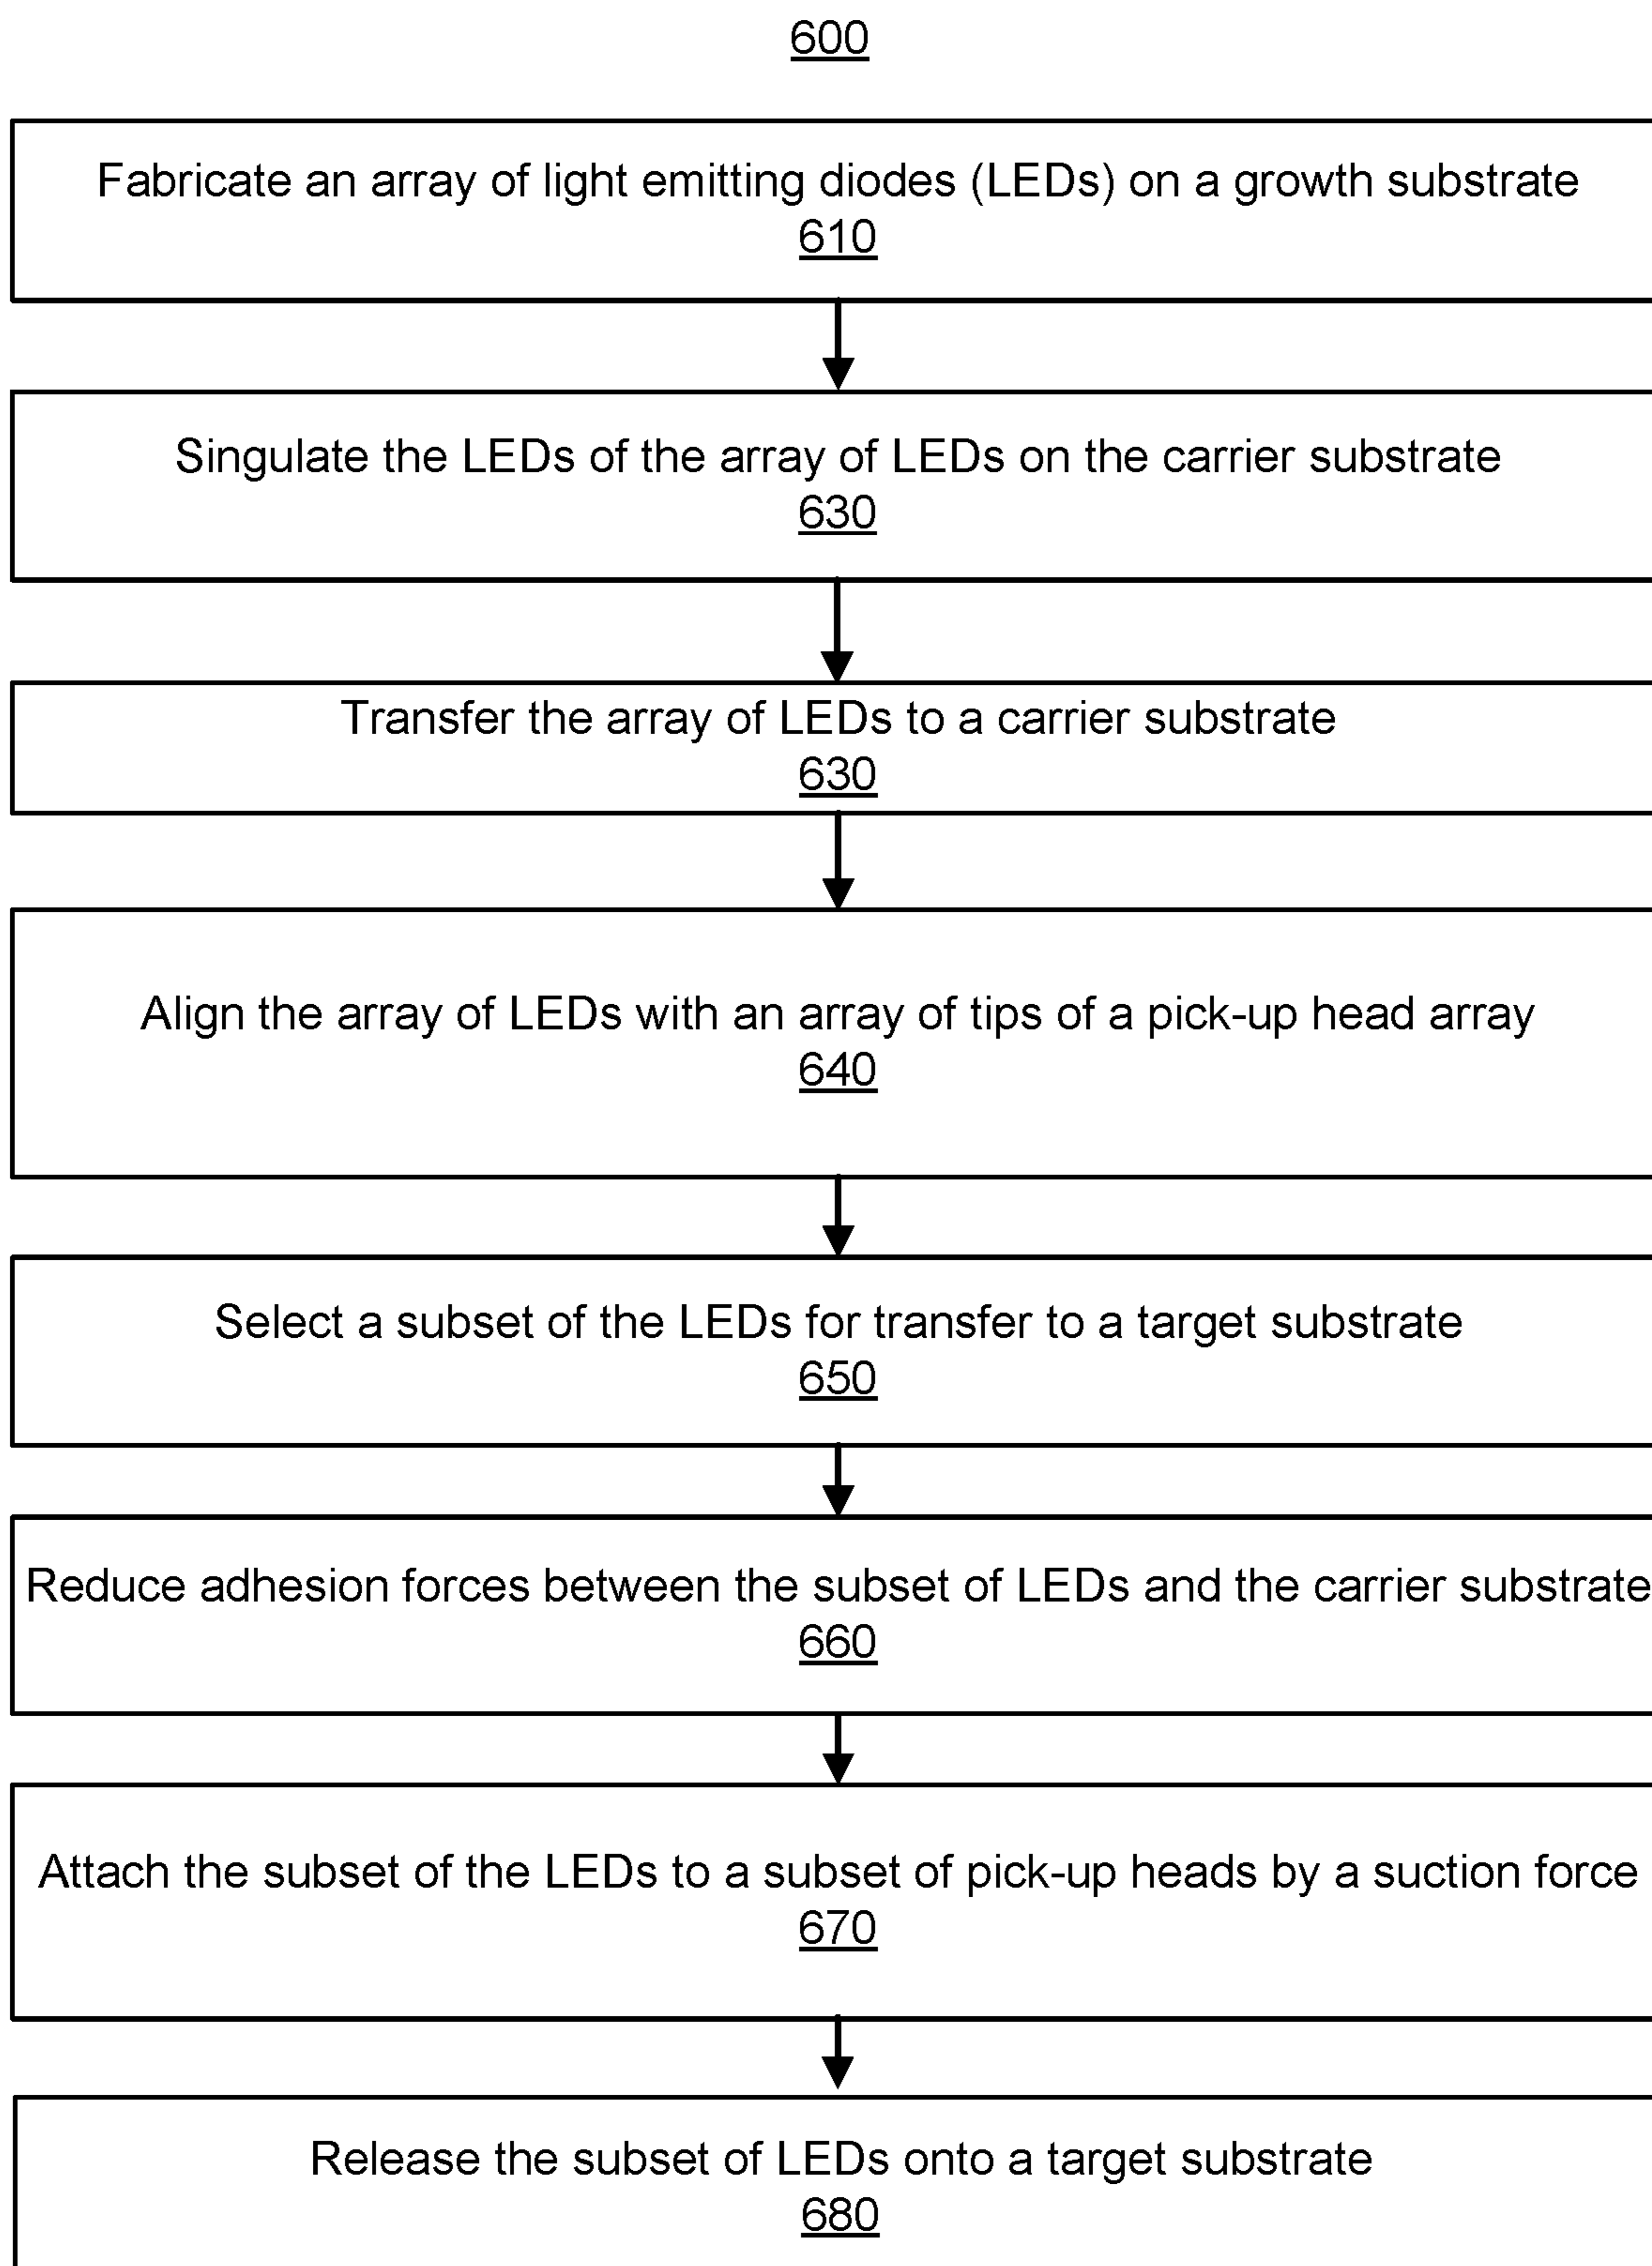 600
Fabricate an array of light emitting diodes (LEDs) on a growth substrate
610
Singulate the LEDs of the array of LEDs on the carrier substrate
630
Transfer the array of LEDs to a carrier substrate
630
Align the array of LEDs with an array of tips of a pick-up head array
640
Select a subset of the LEDs for transfer to a target substrate
650
Reduce adhesion forces between the subset of LEDs and the carrier substrate
660
Attach the subset of the LEDs to a subset of pick-up heads by a suction force
670
Release the subset of LEDs onto a target substrate
680